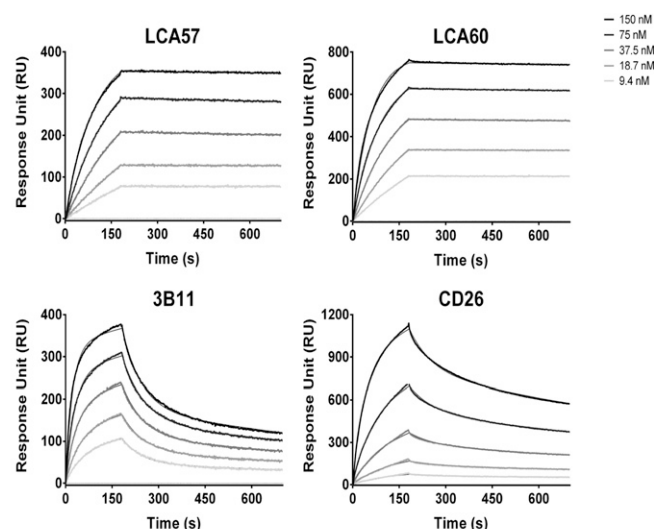 LCA57
Response Unit (RU)
400
300
200
100
0
0 150 300 450 600
Time (s)
LCA60
Response Unit (RU)
800
600
400
200
0
0 150 300 450 600
Time (s)
150 nM
75 nM
37.5 nM
18.7 nM
9.4 nM
3B11
Response Unit (RU)
400
300
200
100
0
0 150 300 450 600
Time (s)
CD26
Response Unit (RU)
1200
900
600
300
0
0 150 300 450 600
Time (s)